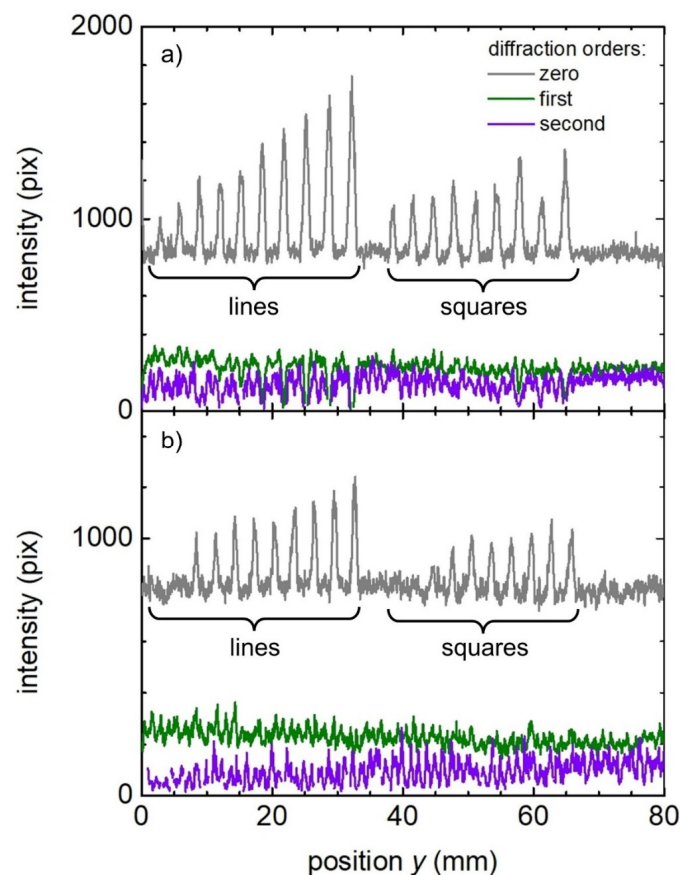 2000
a)
diffraction orders:
zero
first
second
intensity (pix)
1000
lines
squares
0
b)
intensity (pix)
1000
lines
squares
0
0 20 40 60 80
position y (mm)